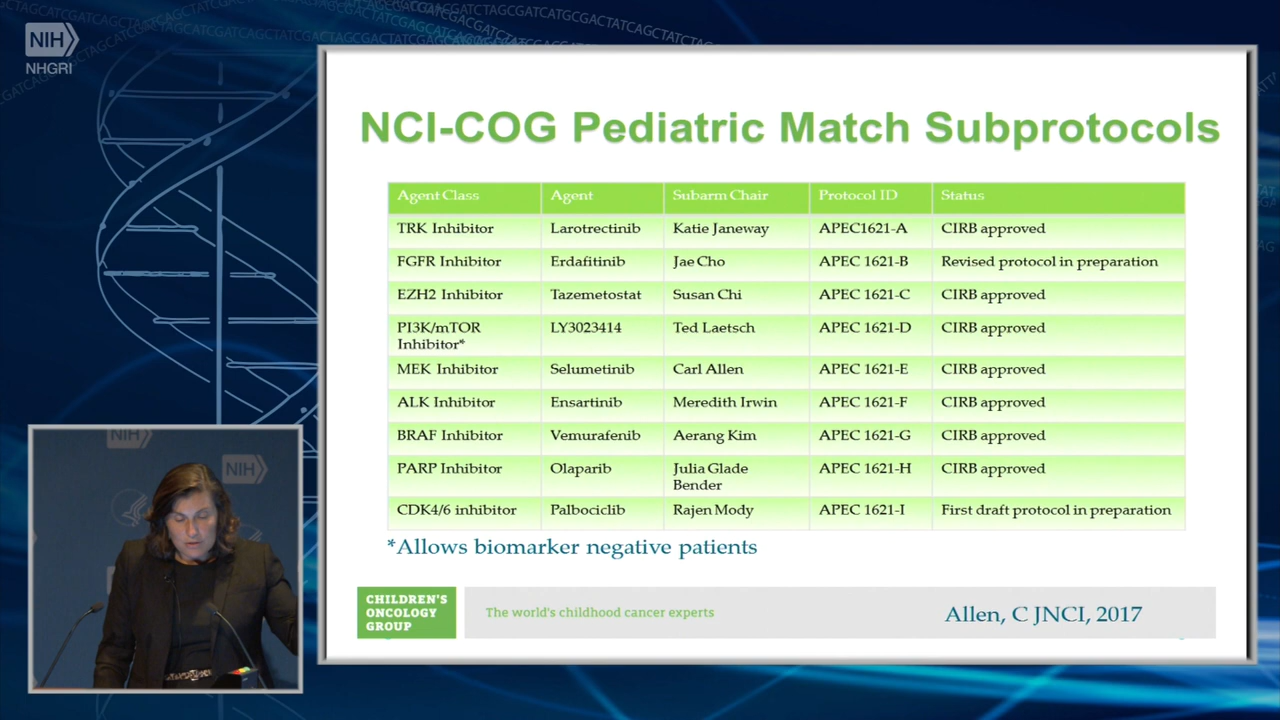 NIH
NHGRI
NCI-COG Pediatric Match Subprotocols
Agent Class Agent Subarm Chair Protocol ID Status
TRK Inhibitor Larotrectinib Katie Janeway APEC1621-A CIRB approved
FGFR Inhibitor Erdafitinib Jae Cho APEC 1621-B Revised protocol in preparation
EZH2 Inhibitor Tazemetostat Susan Chi APEC 1621-C CIRB approved
PI3K/mTOR LY3023414 Ted Laetsch APEC 1621-D CIRB approved
Inhibitor*
MEK Inhibitor Selumetinib Carl Allen APEC 1621-E CIRB approved
ALK Inhibitor Ensartinib Meredith Irwin APEC 1621-F CIRB approved
BRAF Inhibitor Vemurafenib Aerang Kim APEC 1621-G CIRB approved
PARP Inhibitor Olaparib Julia Glade APEC 1621-H CIRB approved
Bender
CDK4/6 inhibitor Palbociclib Rajen Mody APEC 1621-I First draft protocol in preparation
*Allows biomarker negative patients
CHILDREN'S
ONCOLOGY
GROUP
The world's childhood cancer experts
Allen, C JNCI, 2017
NIH
NIH